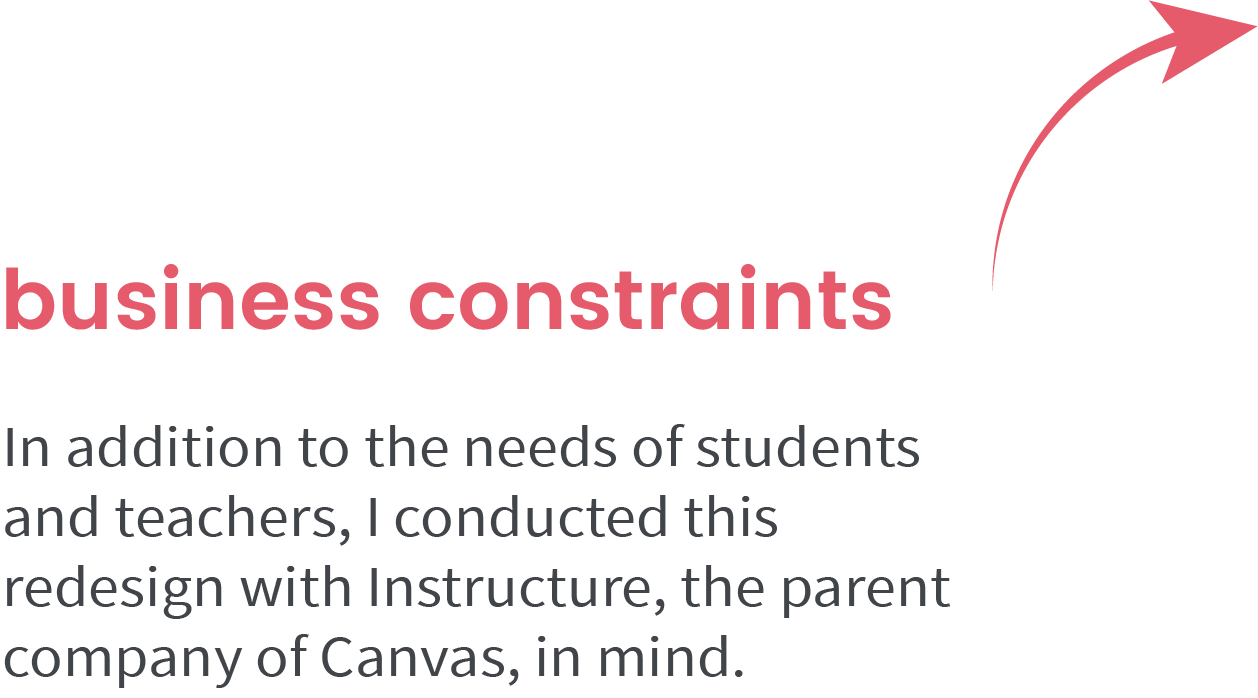 business constraints
In addition to the needs of students
and teachers, I conducted this
redesign with Instructure, the parent
company of Canvas, in mind.